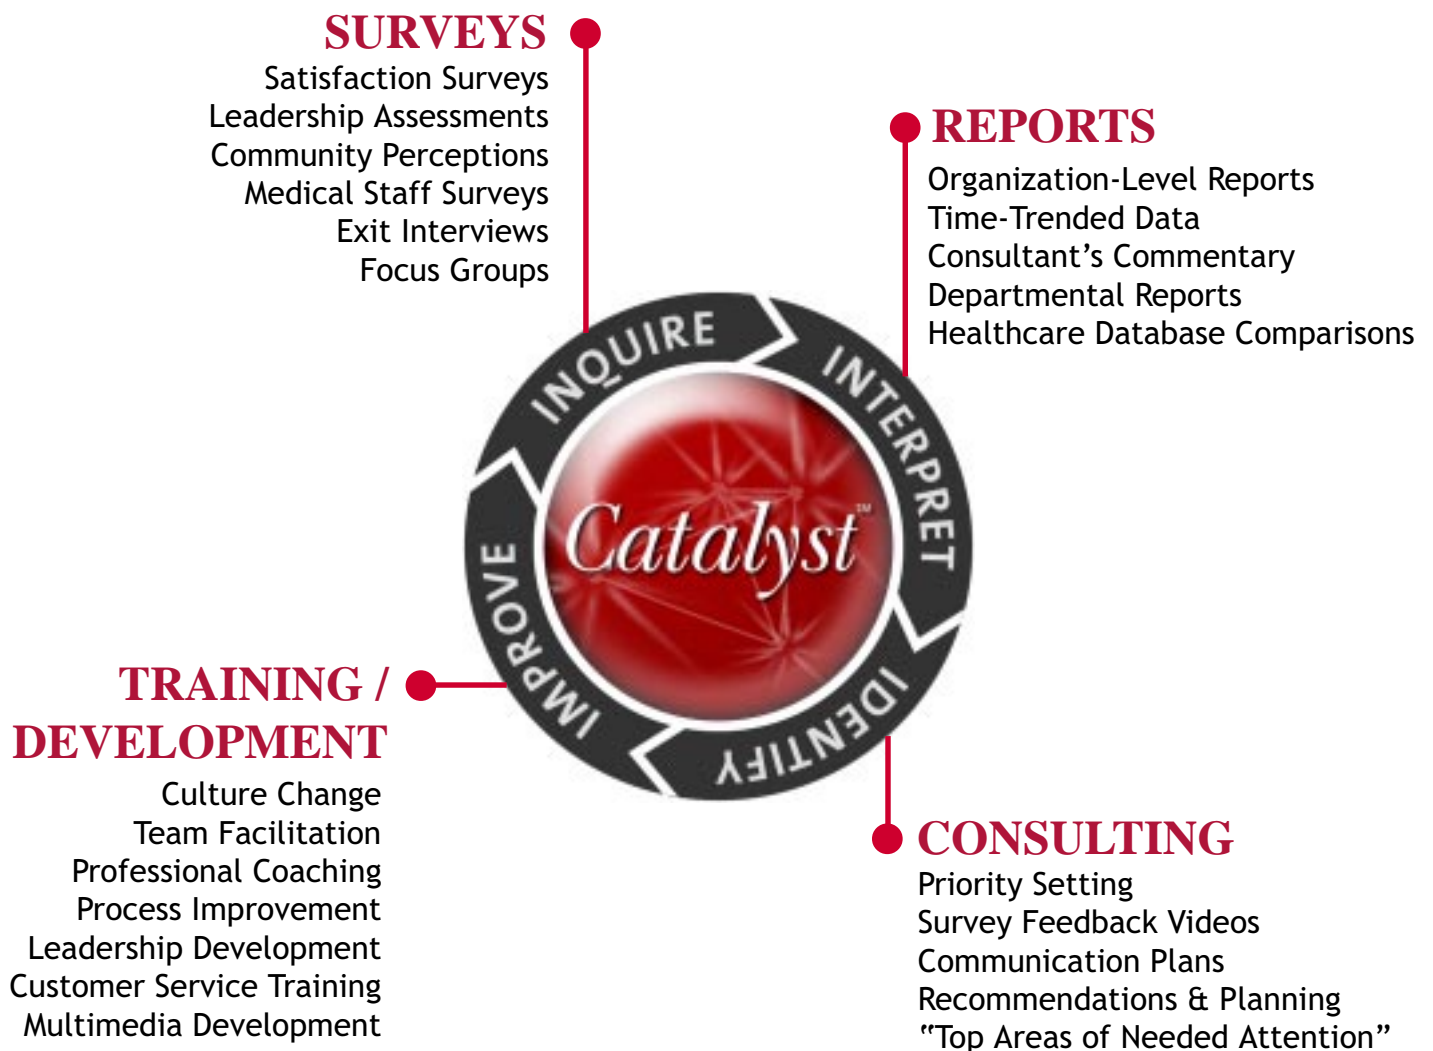 SURVEYS
Satisfaction Surveys
Leadership Assessments
Community Perceptions
Medical Staff Surveys
Exit Interviews
Focus Groups
REPORTS
Organization-Level Reports
Time-Trended Data
Consultant’s Commentary
Departmental Reports
Healthcare Database Comparisons
INQUIRE
INTERPRET
IDENTIFY
IMPROVE
Catalyst℠
TRAINING /
DEVELOPMENT
Culture Change
Team Facilitation
Professional Coaching
Process Improvement
Leadership Development
Customer Service Training
Multimedia Development
CONSULTING
Priority Setting
Survey Feedback Videos
Communication Plans
Recommendations & Planning
“Top Areas of Needed Attention”